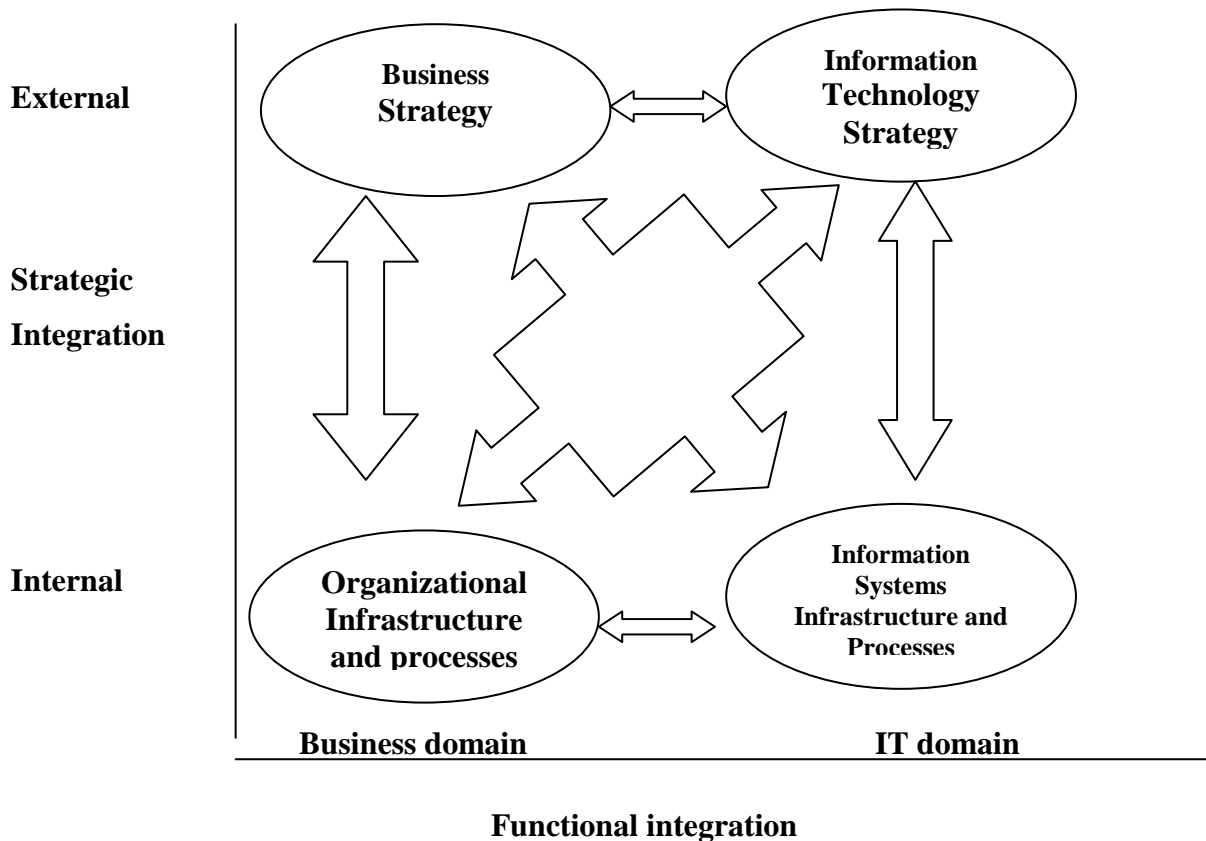 External
Business
Strategy
Information
Technology
Strategy
Strategic
Integration
Internal
Organizational
Infrastructure
and processes
Information
Systems
Infrastructure and
Processes
Business domain
IT domain
Functional integration